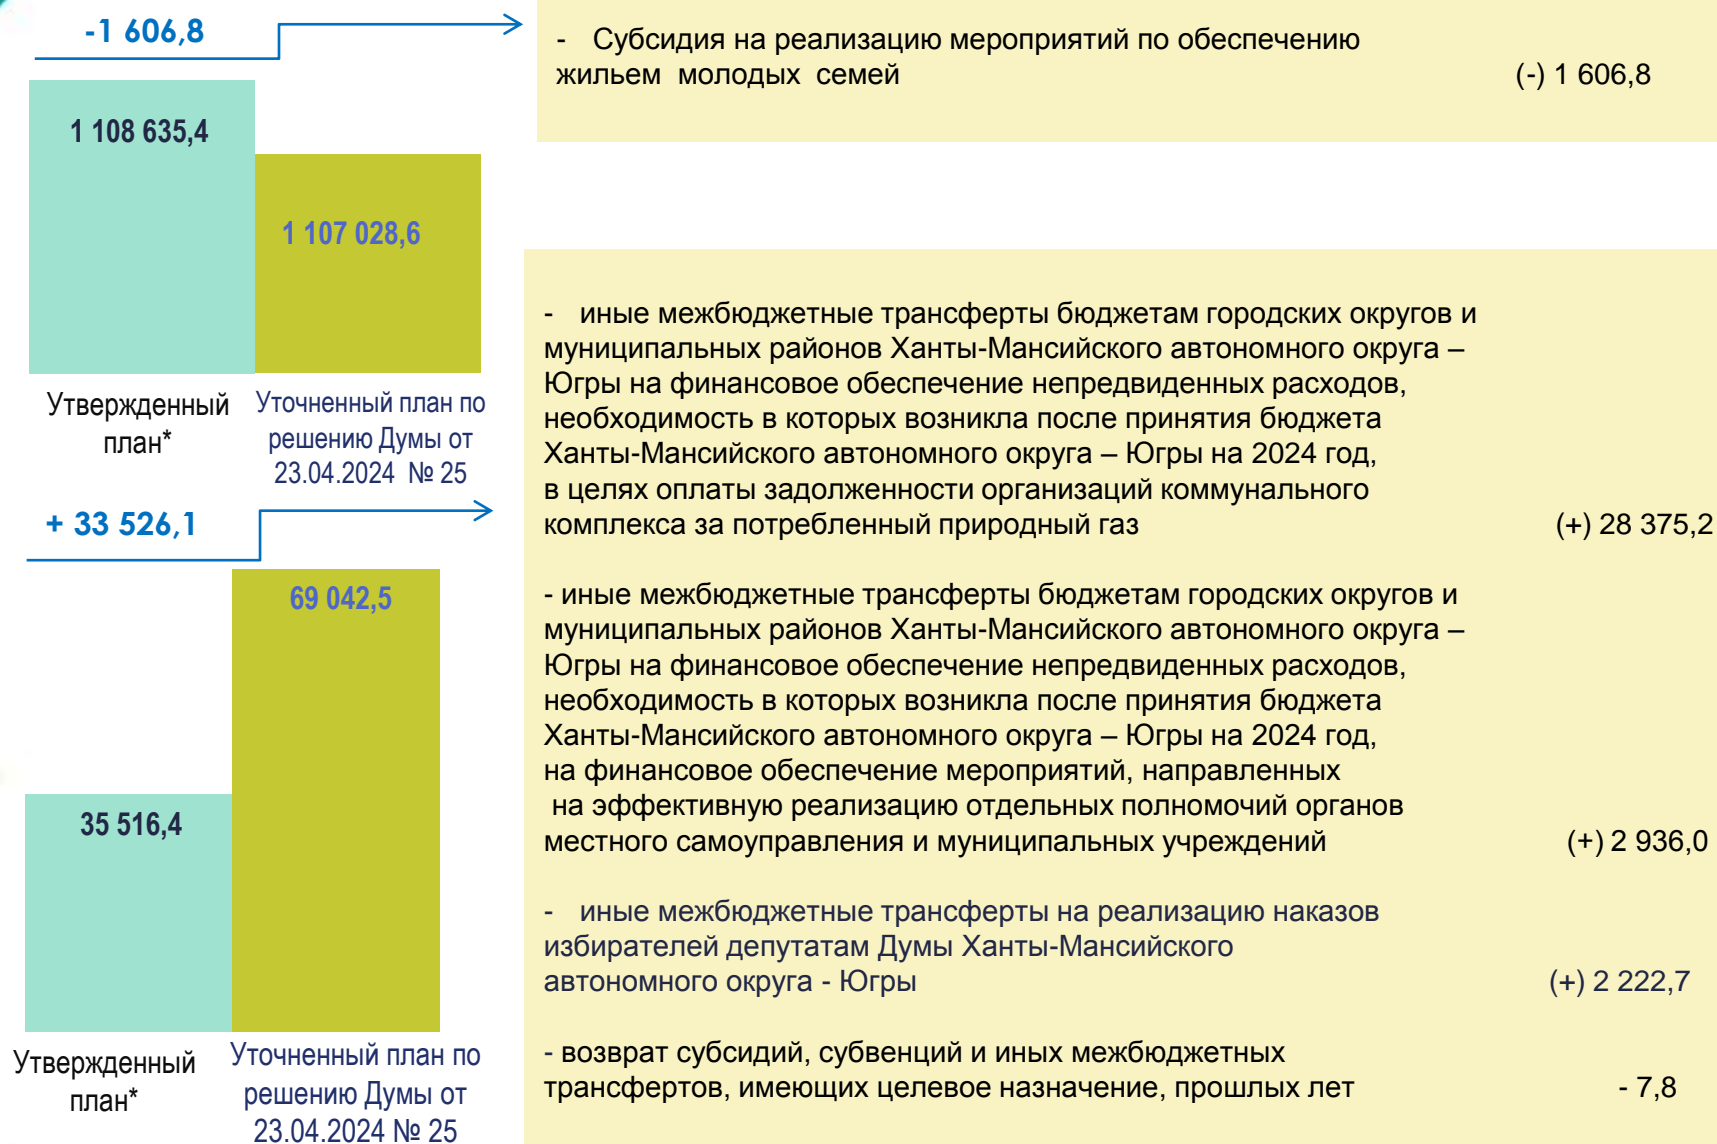 -1 606,8
- Субсидия на реализацию мероприятий по обеспечению
жильем молодых семей (-) 1 606,8
1 108 635,4
1 107 028,6
Утвержденный
план*
Уточненный план по
решению Думы от
23.04.2024 № 25
+ 33 526,1
- иные межбюджетные трансферты бюджетам городских округов и
муниципальных районов Ханты-Мансийского автономного округа –
Югры на финансовое обеспечение непредвиденных расходов,
необходимость в которых возникла после принятия бюджета
Ханты-Мансийского автономного округа – Югры на 2024 год,
в целях оплаты задолженности организаций коммунального
комплекса за потребленный природный газ (+) 28 375,2
- иные межбюджетные трансферты бюджетам городских округов и
муниципальных районов Ханты-Мансийского автономного округа –
Югры на финансовое обеспечение непредвиденных расходов,
необходимость в которых возникла после принятия бюджета
Ханты-Мансийского автономного округа – Югры на 2024 год,
на финансовое обеспечение мероприятий, направленных
на эффективную реализацию отдельных полномочий органов
местного самоуправления и муниципальных учреждений (+) 2 936,0
- иные межбюджетные трансферты на реализацию наказов
избирателей депутатам Думы Ханты-Мансийского
автономного округа - Югры (+) 2 222,7
- возврат субсидий, субвенций и иных межбюджетных
трансфертов, имеющих целевое назначение, прошлых лет - 7,8
69 042,5
35 516,4
Утвержденный
план*
Уточненный план по
решению Думы от
23.04.2024 № 25